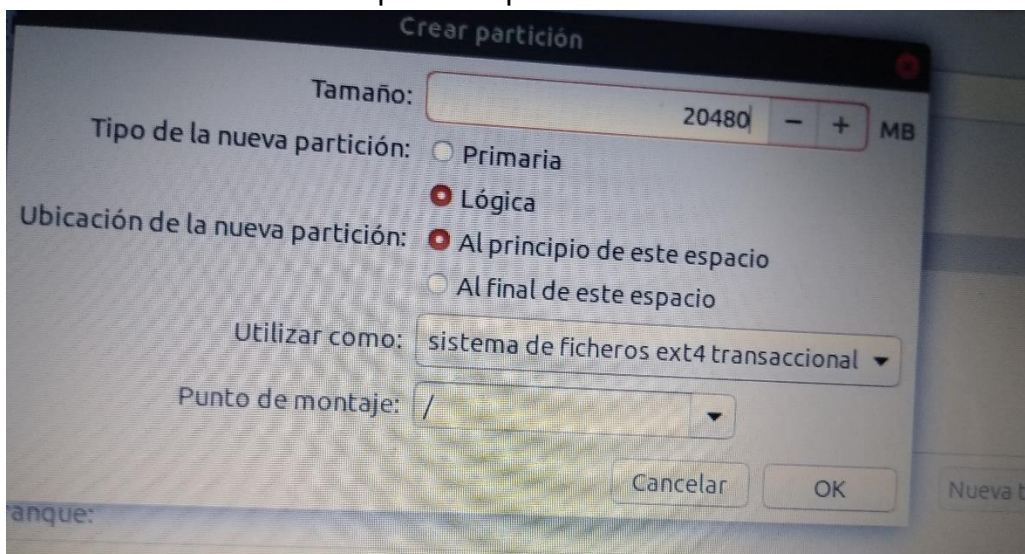 Crear partición
Tamaño: 20480 − + MB
Tipo de la nueva partición: Primaria
Lógica
Ubicación de la nueva partición: Al principio de este espacio
Al final de este espacio
Utilizar como: sistema de ficheros ext4 transaccional
Punto de montaje: /
Cancelar OK
Nueva
anque: